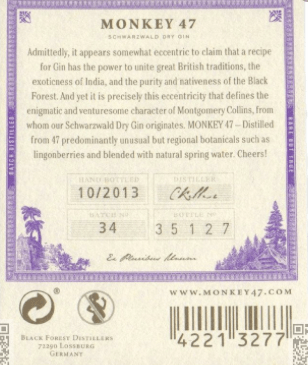 MONKEY 47
SCHWARZWALD DRY GIN
Admittedly, it appears somewhat eccentric to claim that a recipe
for Gin has the power to unite great British traditions, the
exoticness of India, and the purity and nativeness of the Black
Forest. And yet it is precisely this eccentricity that defines the
enigmatic and venturesome character of Montgomery Collins, from
whom our Schwarzwald Dry Gin originates. MONKEY 47 – Distilled
from 47 predominantly unusual but regional botanicals such as
lingonberries and blended with natural spring water. Cheers!
BATCH DISTILLED
HAND BOTTLED
DISTILLER
10/2013
BATCH NO
BOTTLE Nº
34
35127
Ex Pluribus Unum
®
WWW.MONKEY47.COM
BLACK FOREST DISTILLERS
72290 LOSSBURG
GERMANY
4221 3277